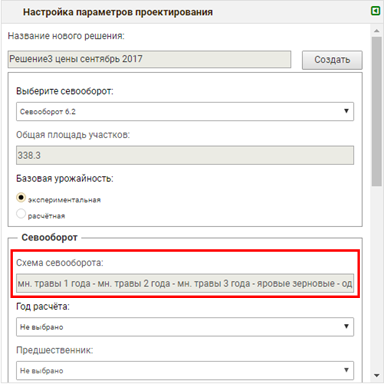 Настройка параметров проектирования
Название нового решения:
Решение3 цены сентябрь 2017
Создать
Выберите севооборот:
Севооборот 6.2
Общая площадь участков:
338.3
Базовая урожайность:
экспериментальная
расчётная
Севооборот
Схема севооборота:
мн. травы 1 года - мн. травы 2 года - мн. травы 3 года - яровые зерновые - од
Год расчёта:
Не выбрано
Предшественник:
Не выбрано